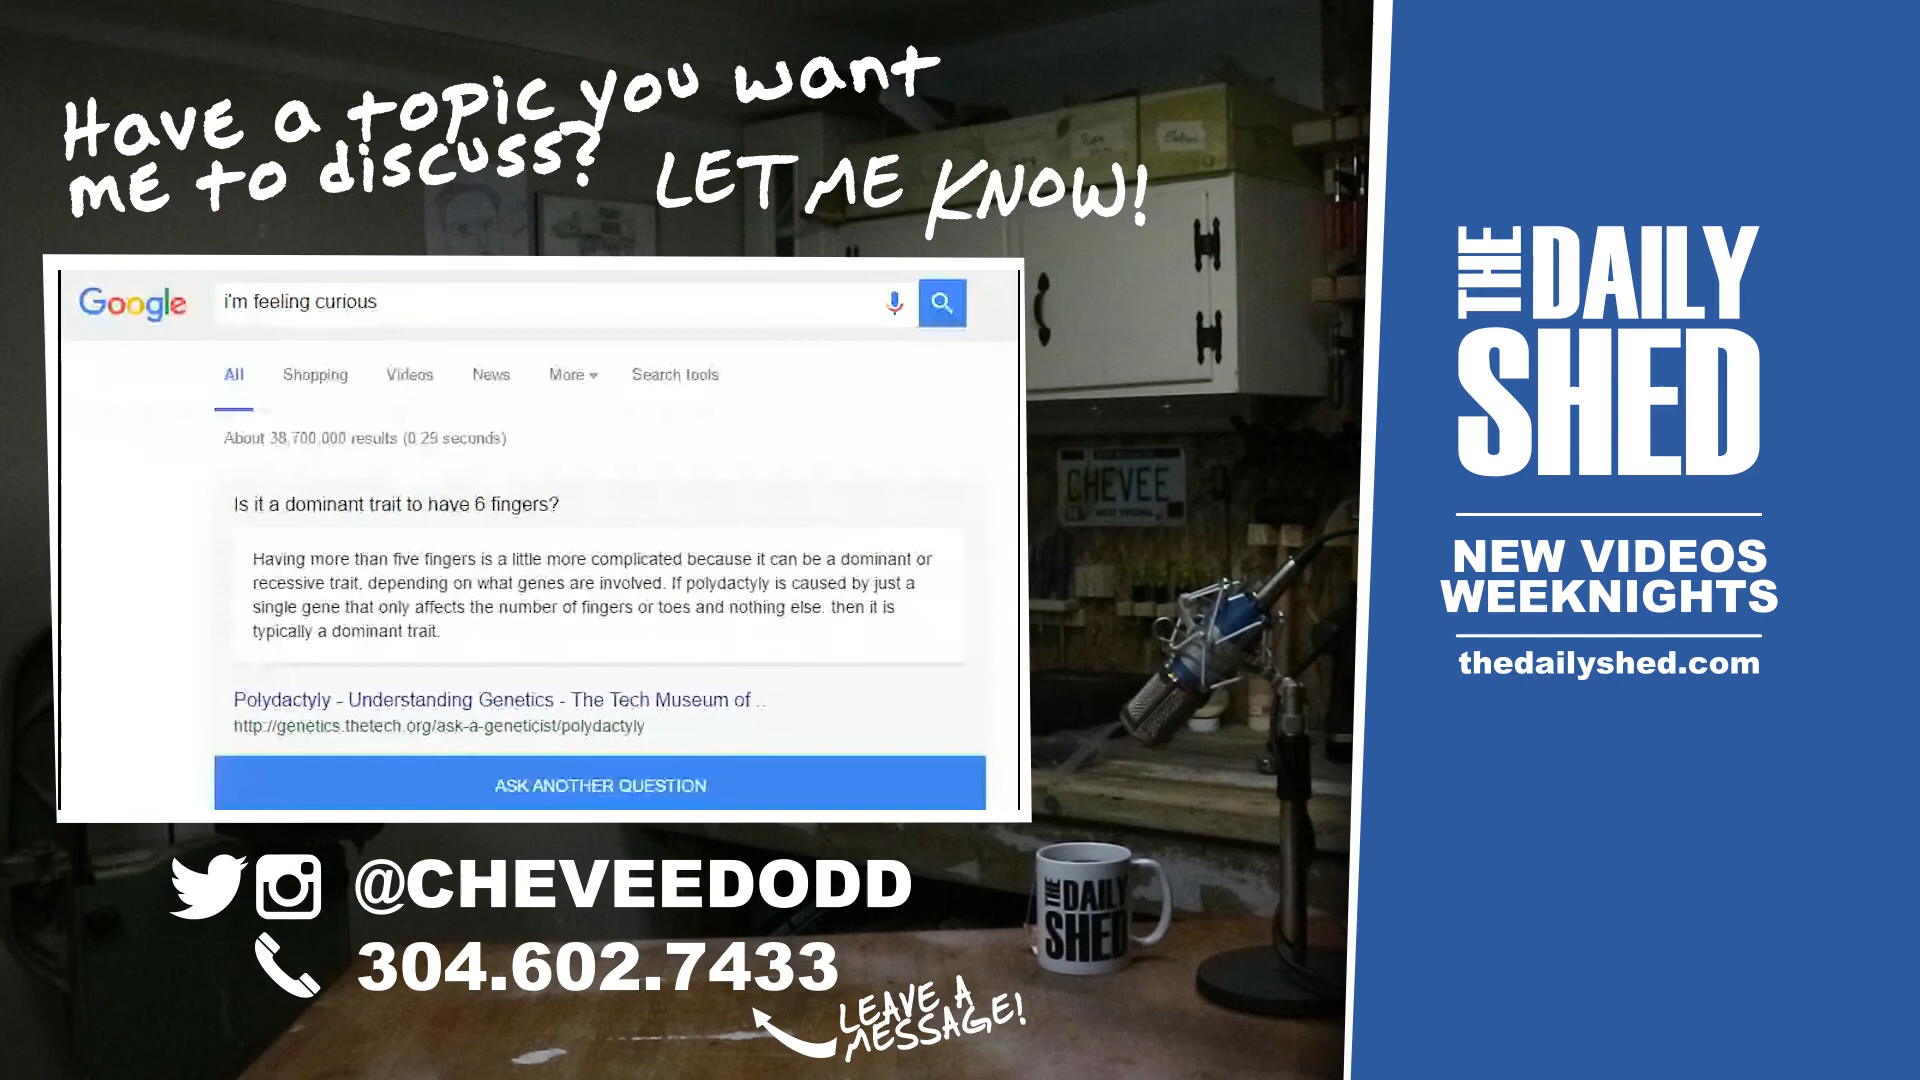 Have a topic you want
me to discuss?
LET ME KNOW!
Google
i'm feeling curious
All Shopping Videos News More Search tools
About 38,700,000 results (0.29 seconds)
Is it a dominant trait to have 6 fingers?
Having more than five fingers is a little more complicated because it can be a dominant or
recessive trait, depending on what genes are involved. If polydactyly is caused by just a
single gene that only affects the number of fingers or toes and nothing else, then it is
typically a dominant trait.
Polydactyly - Understanding Genetics - The Tech Museum of ...
http://genetics.thetech.org/ask-a-geneticist/polydactyly
ASK ANOTHER QUESTION
@CHEVEEDODD
304.602.7433
LEAVE A
MESSAGE!
CHEVEE
WEST VIRGINIA
THE DAILY
SHED
THE DAILY
SHED
NEW VIDEOS
WEEKNIGHTS
thedailyshed.com